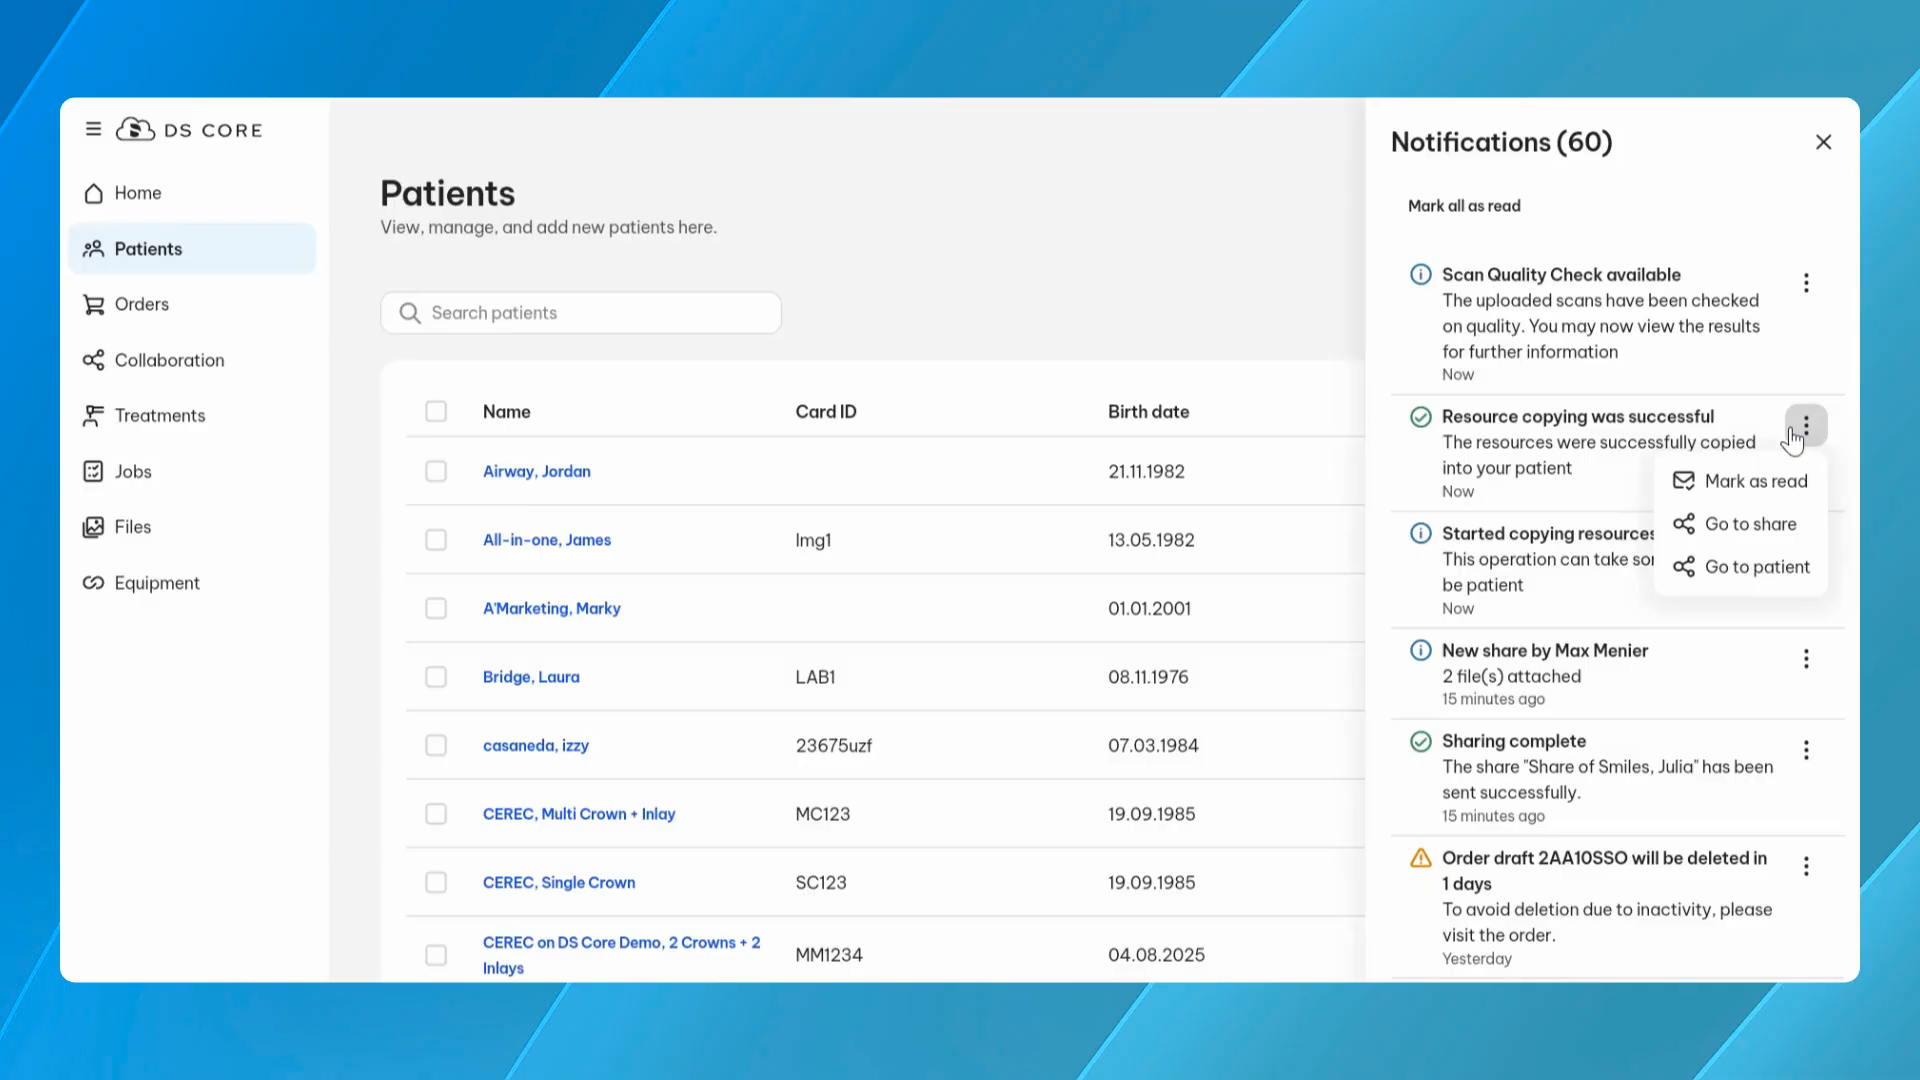 DS CORE
Home
Patients
Orders
Collaboration
Treatments
Jobs
Files
Equipment
Patients
View, manage, and add new patients here.
Search patients
Name Card ID Birth date
Airway, Jordan 21.11.1982
All-in-one, James Img1 13.05.1982
A'Marketing, Marky 01.01.2001
Bridge, Laura LAB1 08.11.1976
casaneda, izzy 23675uzf 07.03.1984
CEREC, Multi Crown + Inlay MC123 19.09.1985
CEREC, Single Crown SC123 19.09.1985
CEREC on DS Core Demo, 2 Crowns + 2
Inlays MM1234 04.08.2025
Notifications (60)
Mark all as read
Scan Quality Check available
The uploaded scans have been checked
on quality. You may now view the results
for further information
Now
Resource copying was successful
The resources were successfully copied
into your patient
Now
Mark as read
Go to share
Go to patient
Started copying resources
This operation can take
be patient
Now
New share by Max Menier
2 file(s) attached
15 minutes ago
Sharing complete
The share "Share of Smiles, Julia" has been
sent successfully.
15 minutes ago
Order draft 2AA10SSO will be deleted in
1 days
To avoid deletion due to inactivity, please
visit the order.
Yesterday